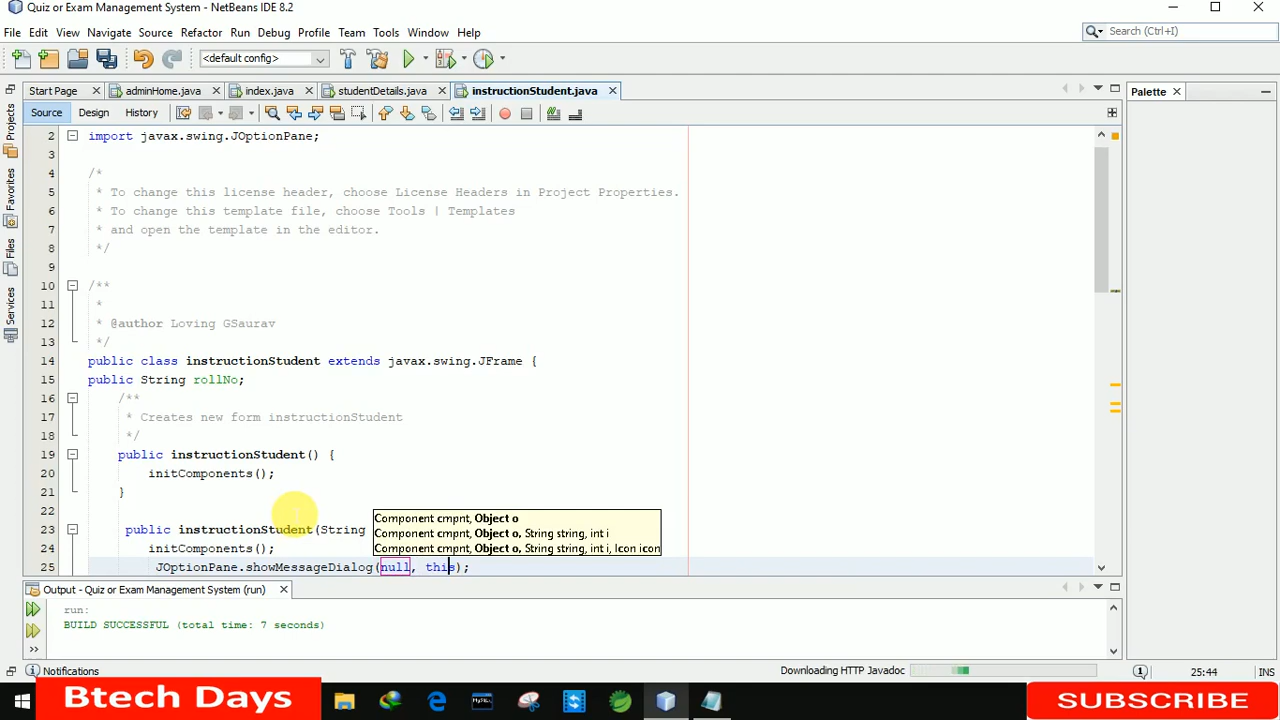 Quiz or Exam Management System - NetBeans IDE 8.2
File Edit View Navigate Source Refactor Run Debug Profile Team Tools Window Help
Search (Ctrl+I)
<default config>
Start Page adminHome.java index.java studentDetails.java instructionStudent.java
Palette
Source Design History
Projects
Favorites
Files
Services
2 import javax.swing.JOptionPane;
3
4 /*
5 * To change this license header, choose License Headers in Project Properties.
6 * To change this template file, choose Tools | Templates
7 * and open the template in the editor.
8 */
9
10 /**
11 *
12 * @author Loving GSaurav
13 */
14 public class instructionStudent extends javax.swing.JFrame {
15 public String rollNo;
16 /**
17 * Creates new form instructionStudent
18 */
19 public instructionStudent() {
20 initComponents();
21 }
22
23 public instructionStudent(String
24 initComponents();
25 JOptionPane.showMessageDialog(null, this);
Component cmpnt, Object o
Component cmpnt, Object o, String string, int i
Component cmpnt, Object o, String string, int i, Icon icon
Output - Quiz or Exam Management System (run)
run:
BUILD SUCCESSFUL (total time: 7 seconds)
Notifications
Downloading HTTP Javadoc
25:44
INS
Btech Days
SUBSCRIBE